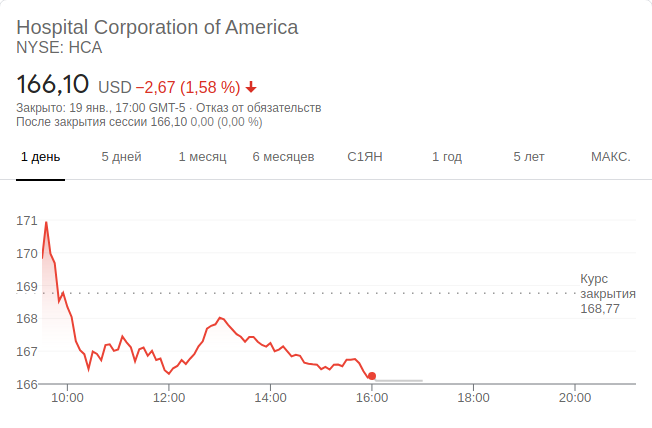 Hospital Corporation of America
NYSE: HCA
166,10 USD −2,67 (1,58 %)
Закрыто: 19 янв., 17:00 GMT-5 · Отказ от обязательств
После закрытия сессии 166,10 0,00 (0,00 %)
1 день 5 дней 1 месяц 6 месяцев С1ЯН 1 год 5 лет МАКС.
171
170
169
168
167
166
Курс
закрытия
168,77
10:00 12:00 14:00 16:00 18:00 20:00